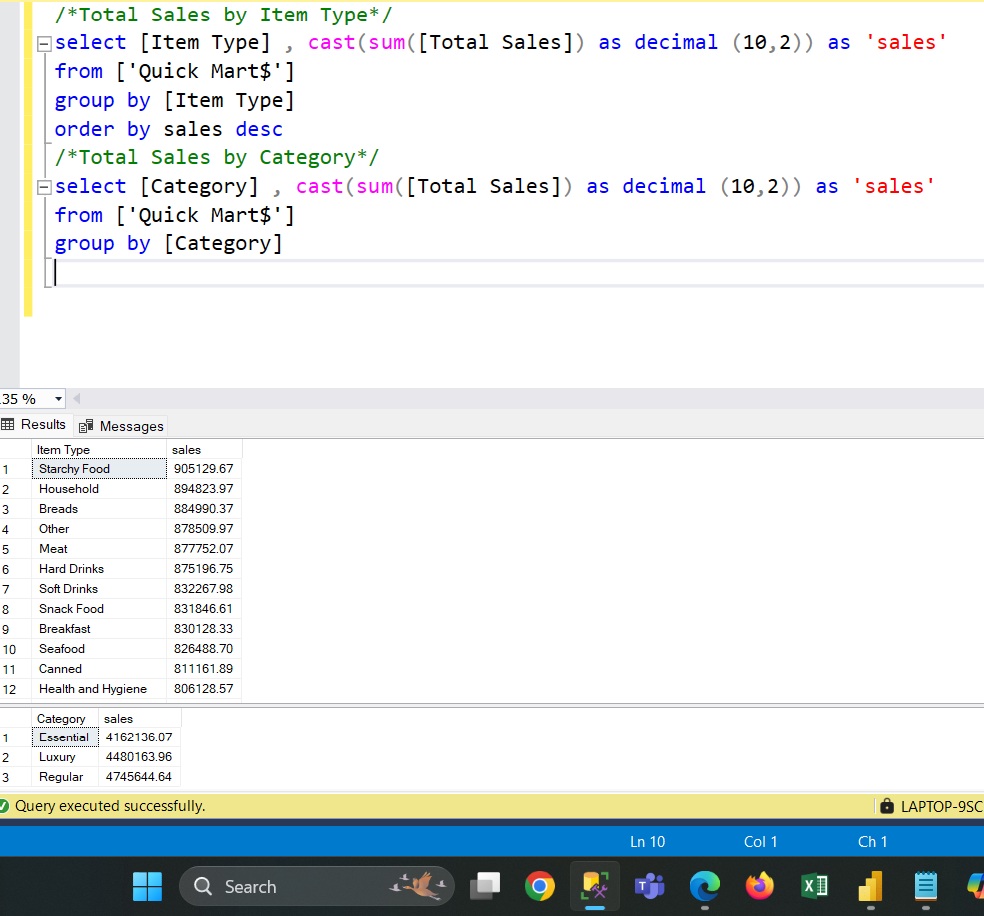 /*Total Sales by Item Type*/
select [Item Type] , cast(sum([Total Sales]) as decimal (10,2)) as 'sales'
from ['Quick Mart$']
group by [Item Type]
order by sales desc
/*Total Sales by Category*/
select [Category] , cast(sum([Total Sales]) as decimal (10,2)) as 'sales'
from ['Quick Mart$']
group by [Category]
35 %
Results Messages
Item Type sales
1 Starchy Food 905129.67
2 Household 894823.97
3 Breads 884990.37
4 Other 878509.97
5 Meat 877752.07
6 Hard Drinks 875196.75
7 Soft Drinks 832267.98
8 Snack Food 831846.61
9 Breakfast 830128.33
10 Seafood 826488.70
11 Canned 811161.89
12 Health and Hygiene 806128.57
Category sales
1 Essential 4162136.07
2 Luxury 4480163.96
3 Regular 4745644.64
Query executed successfully. LAPTOP-9SC
Ln 10 Col 1 Ch 1
Search